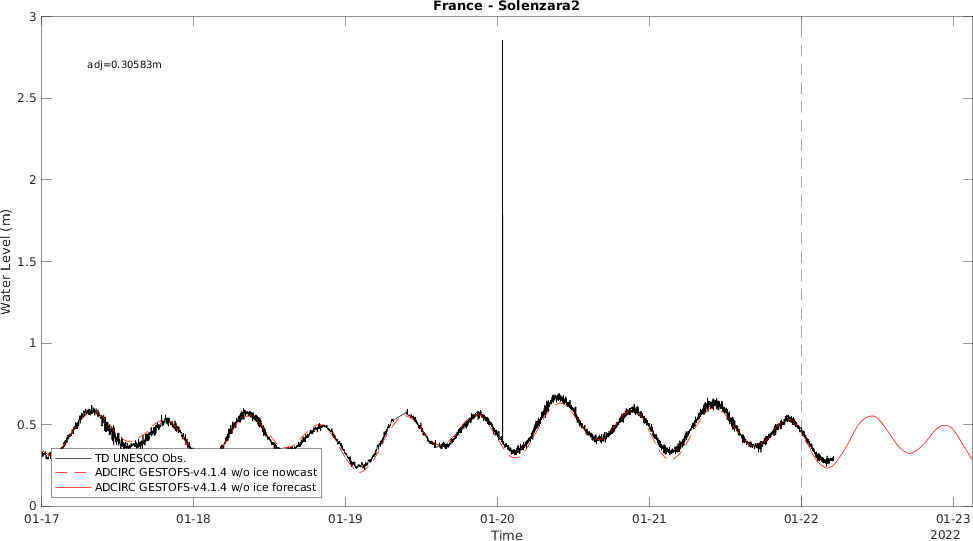 France - Solenzara2
adj=0.30583m
3
2.5
2
1.5
1
0.5
0
Water Level (m)
TD UNESCO Obs.
ADCIRC GESTOFS-v4.1.4 w/o ice nowcast
ADCIRC GESTOFS-v4.1.4 w/o ice forecast
01-17 01-18 01-19 01-20 01-21 01-22 01-23
Time
2022